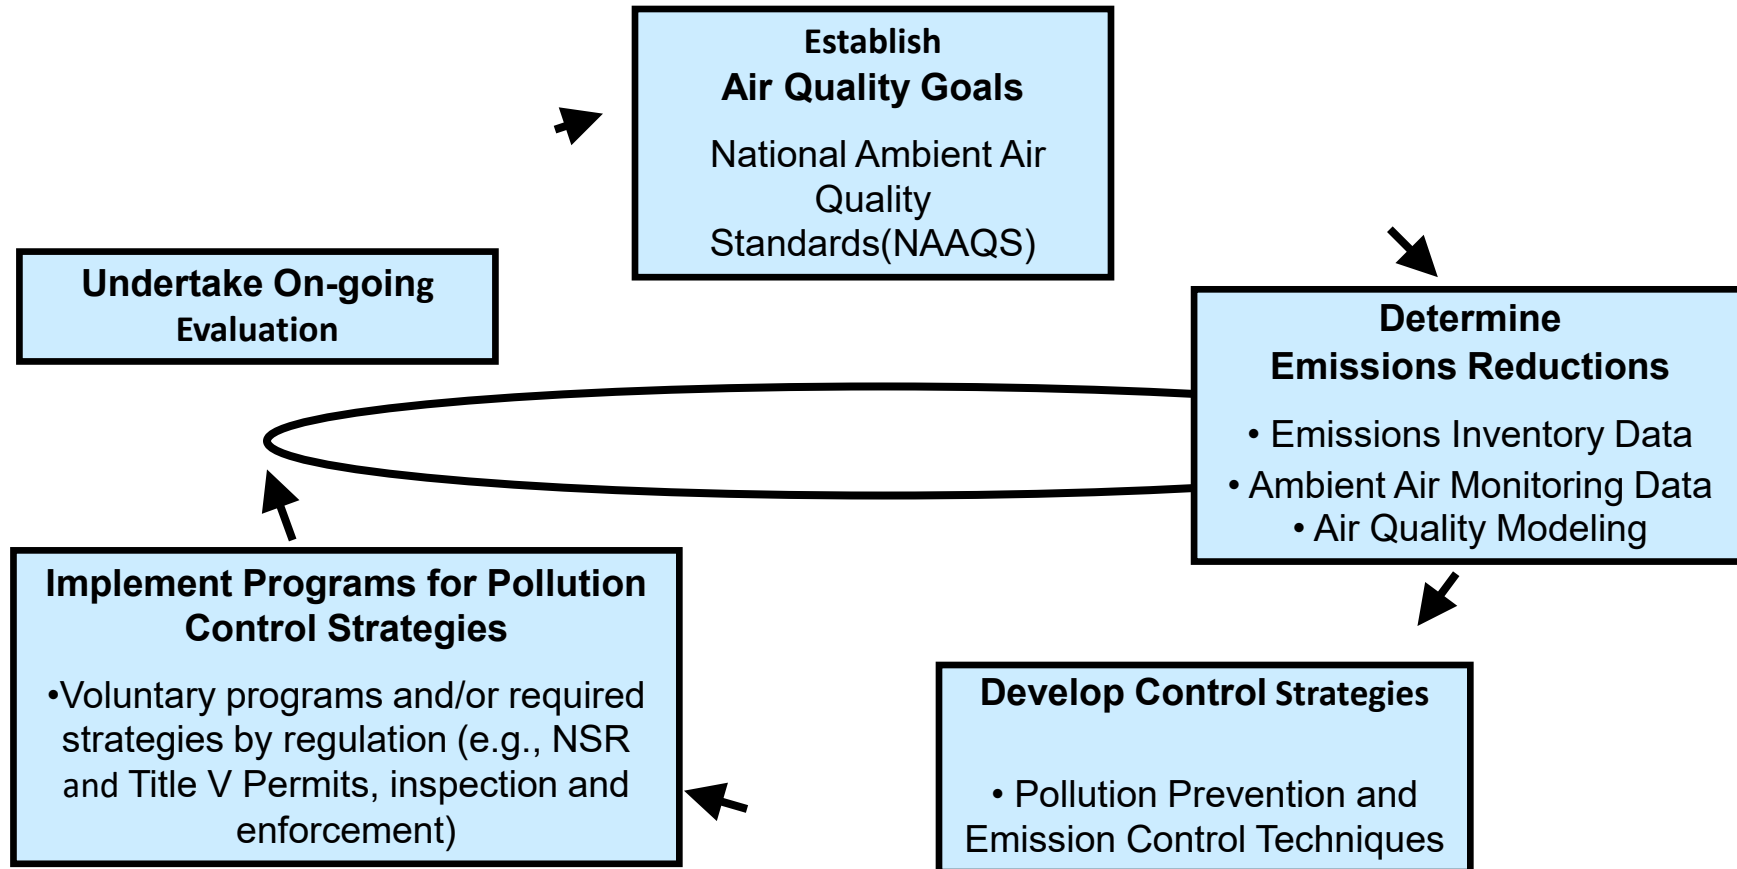 Establish
Air Quality Goals
National Ambient Air
Quality
Standards(NAAQS)
Undertake On-going
Evaluation
Determine
Emissions Reductions
• Emissions Inventory Data
• Ambient Air Monitoring Data
• Air Quality Modeling
Implement Programs for Pollution
Control Strategies
•Voluntary programs and/or required
strategies by regulation (e.g., NSR
and Title V Permits, inspection and
enforcement)
Develop Control Strategies
• Pollution Prevention and
Emission Control Techniques